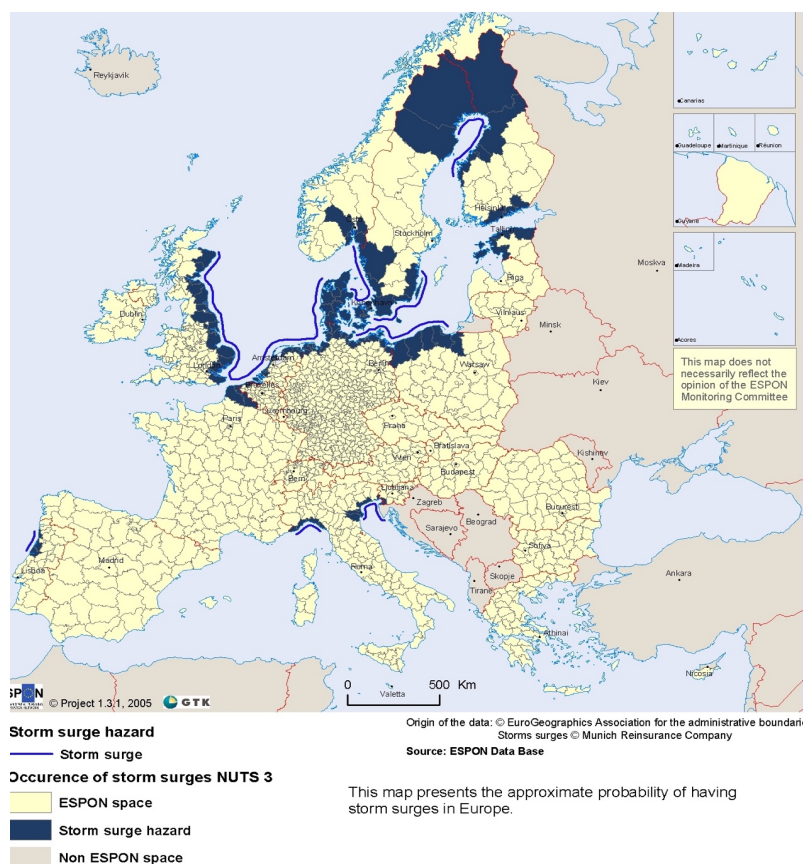 Reykjavik
Canarias
Guadeloupe
Martinique
Réunion
Guyane
Madeira
Acores
Helsinki
Tallinn
Stockholm
Moskva
Riga
Vilnius
Minsk
Dublin
London
Amsterdam
Berlin
Warsaw
Kiev
Paris
Praha
Bratislava
Wien
Budapest
Kishinev
Bern
Ljubljana
Zagreb
Bucuresti
Beograd
Sarajevo
Sofiya
Skopje
Tirane
Lisboa
Madrid
Roma
Ankara
Athinai
Nicosia
Valetta
This map does not
necessarily reflect the
opinion of the ESPON
Monitoring Committee
© Project 1.3.1, 2005
GTK
0 500 Km
Storm surge hazard
Storm surge
Occurence of storm surges NUTS 3
ESPON space
Storm surge hazard
Non ESPON space
Origin of the data: © EuroGeographics Association for the administrative boundarie
Storms surges © Munich Reinsurance Company
Source: ESPON Data Base
This map presents the approximate probability of having
storm surges in Europe.